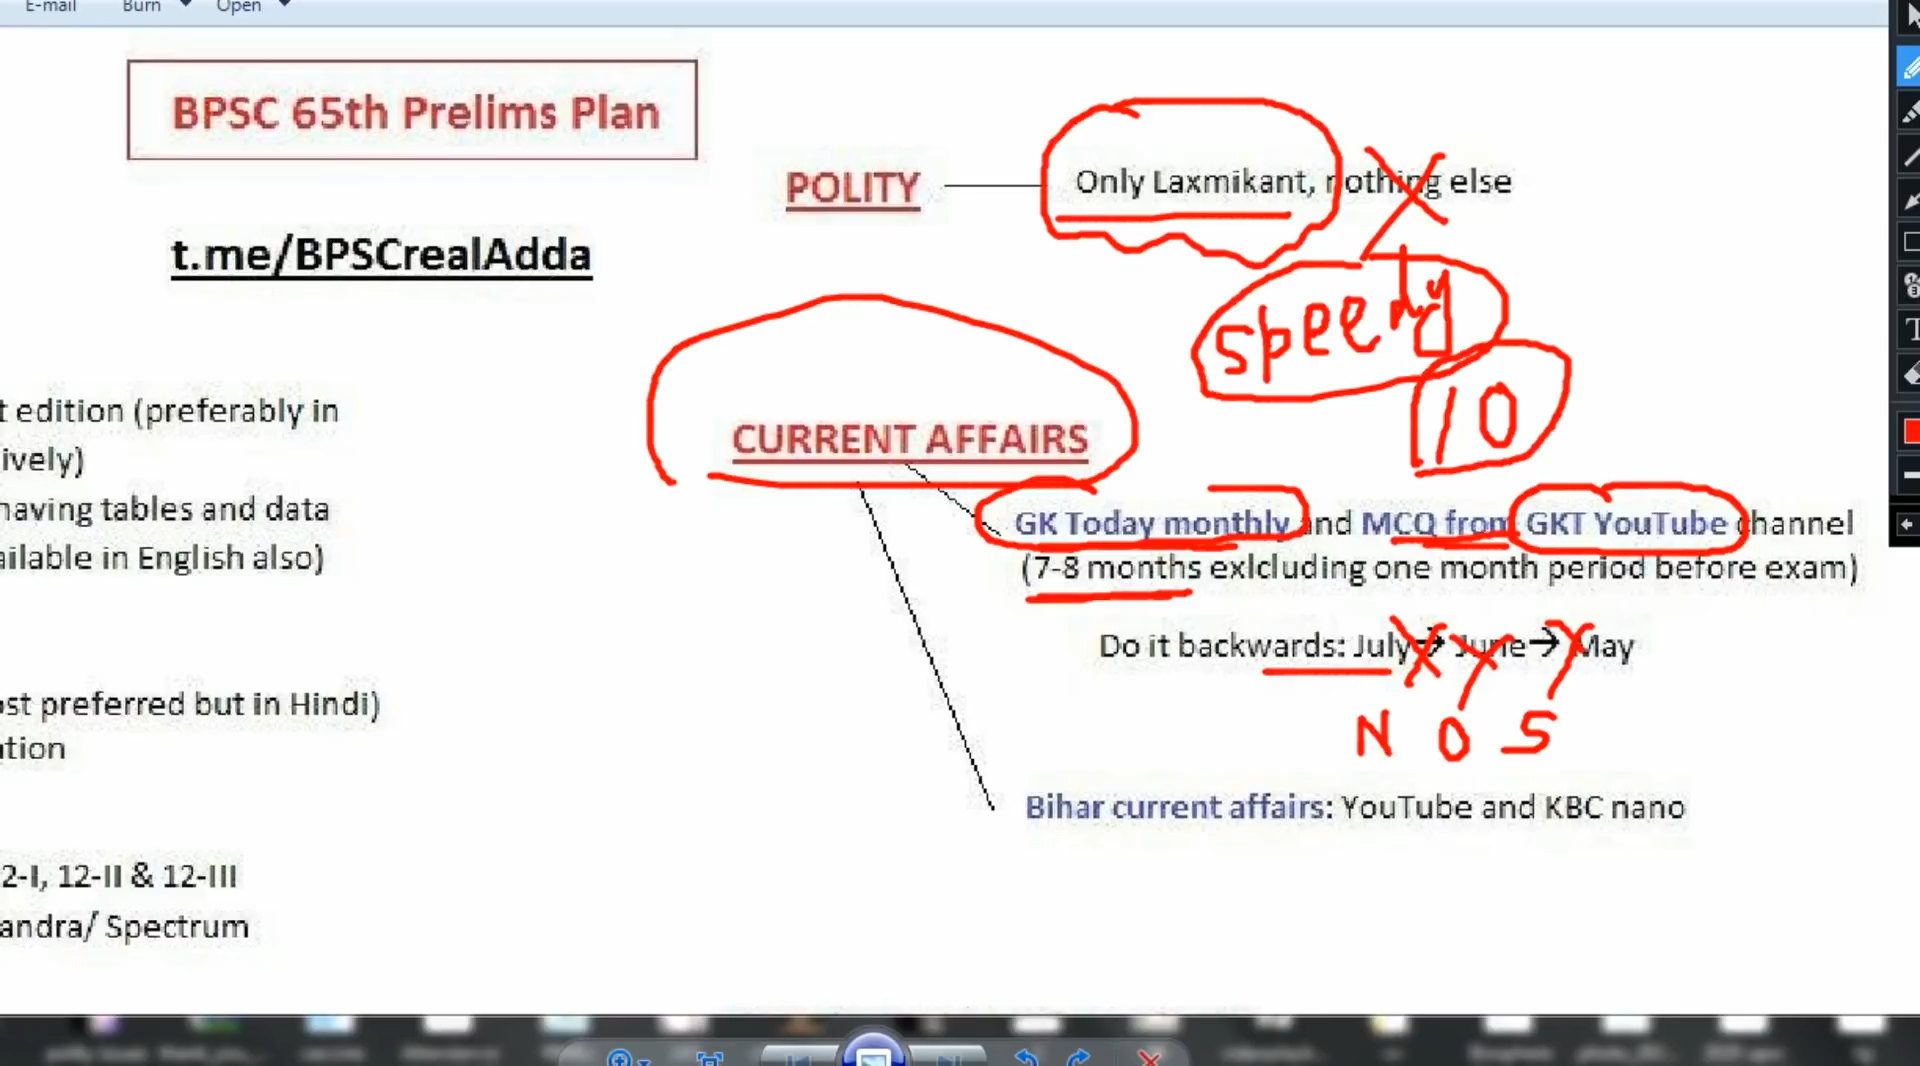 E-mail Burn Open
BPSC 65th Prelims Plan
t.me/BPSCrealAdda
POLITY
Only Laxmikant, nothing else
speedy
10
CURRENT AFFAIRS
GK Today monthly and MCQ from GKT YouTube channel
(7-8 months exlcluding one month period before exam)
Do it backwards: July→ June→ May
N O S
Bihar current affairs: YouTube and KBC nano
t edition (preferably in
ively)
having tables and data
ailable in English also)
ost preferred but in Hindi)
ation
2-I, 12-II & 12-III
andra/ Spectrum